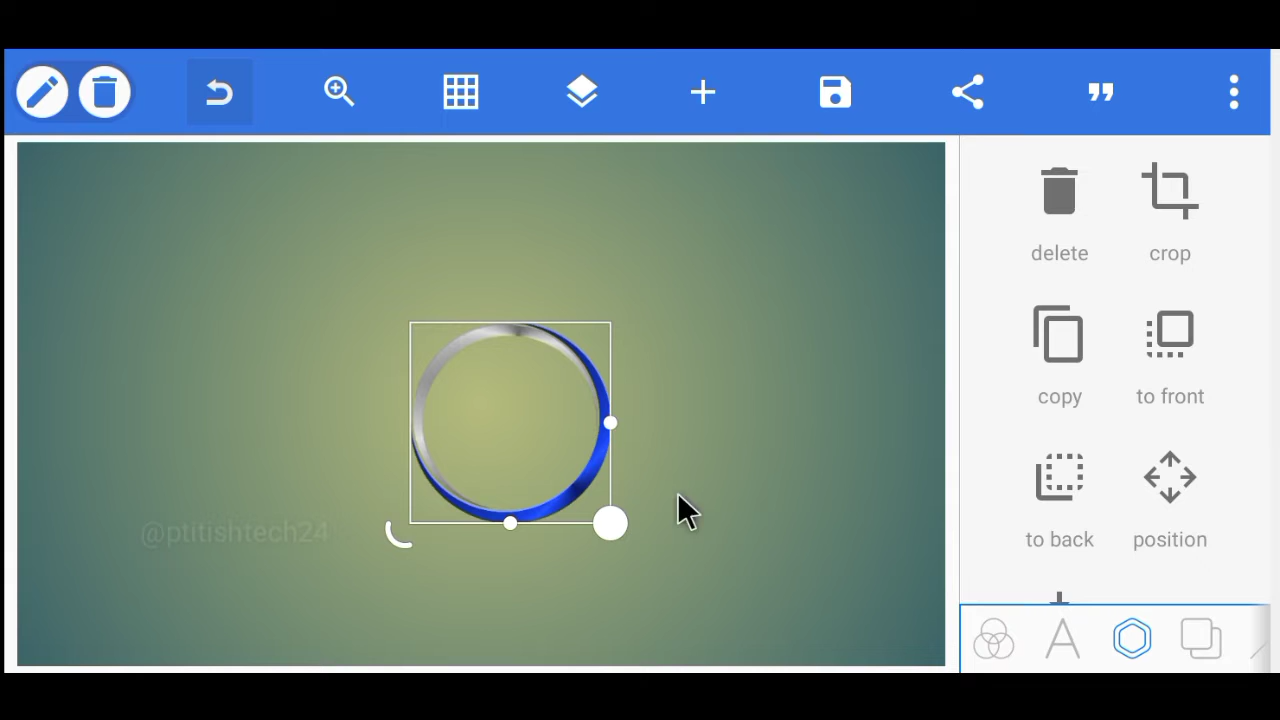 delete
crop
copy
to front
to back
position
@ptitishtech24